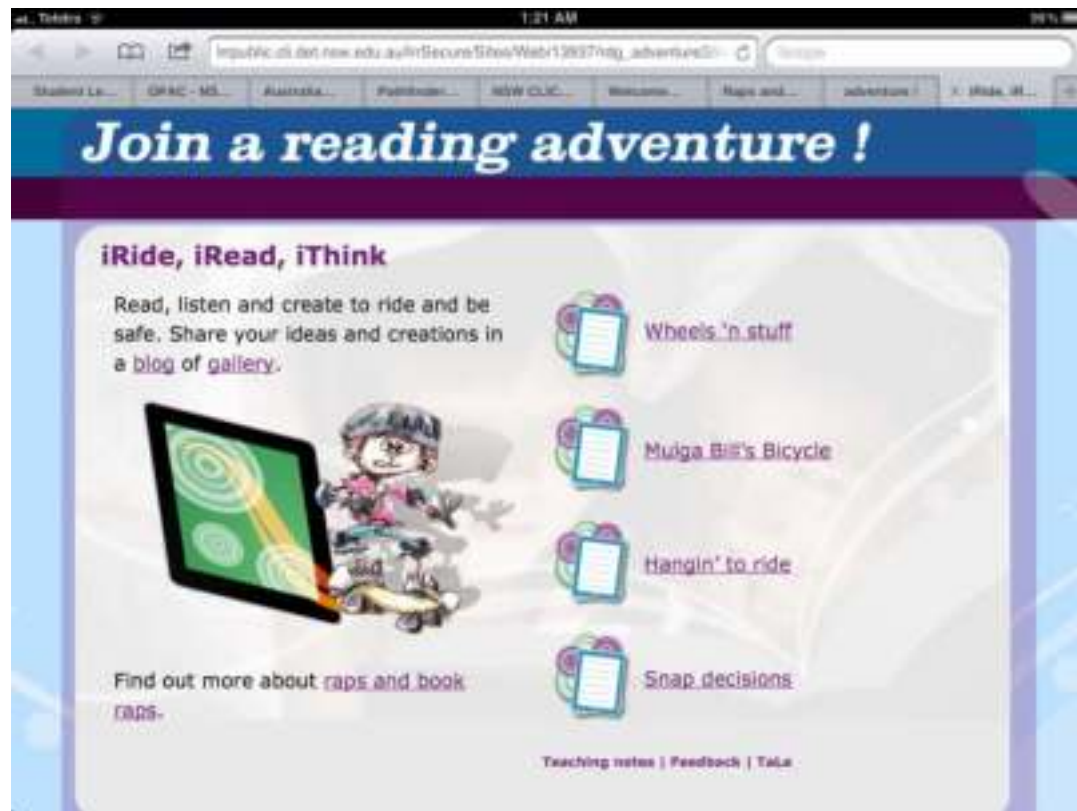 Telstra 1:21 AM
Join a reading adventure !
iRide, iRead, iThink
Read, listen and create to ride and be
safe. Share your ideas and creations in
a blog of gallery.
Wheels 'n stuff
Mulga Bill's Bicycle
Hangin' to ride
Snap decisions
Find out more about raps and book
raps.
Teaching notes | Feedback | TaLe